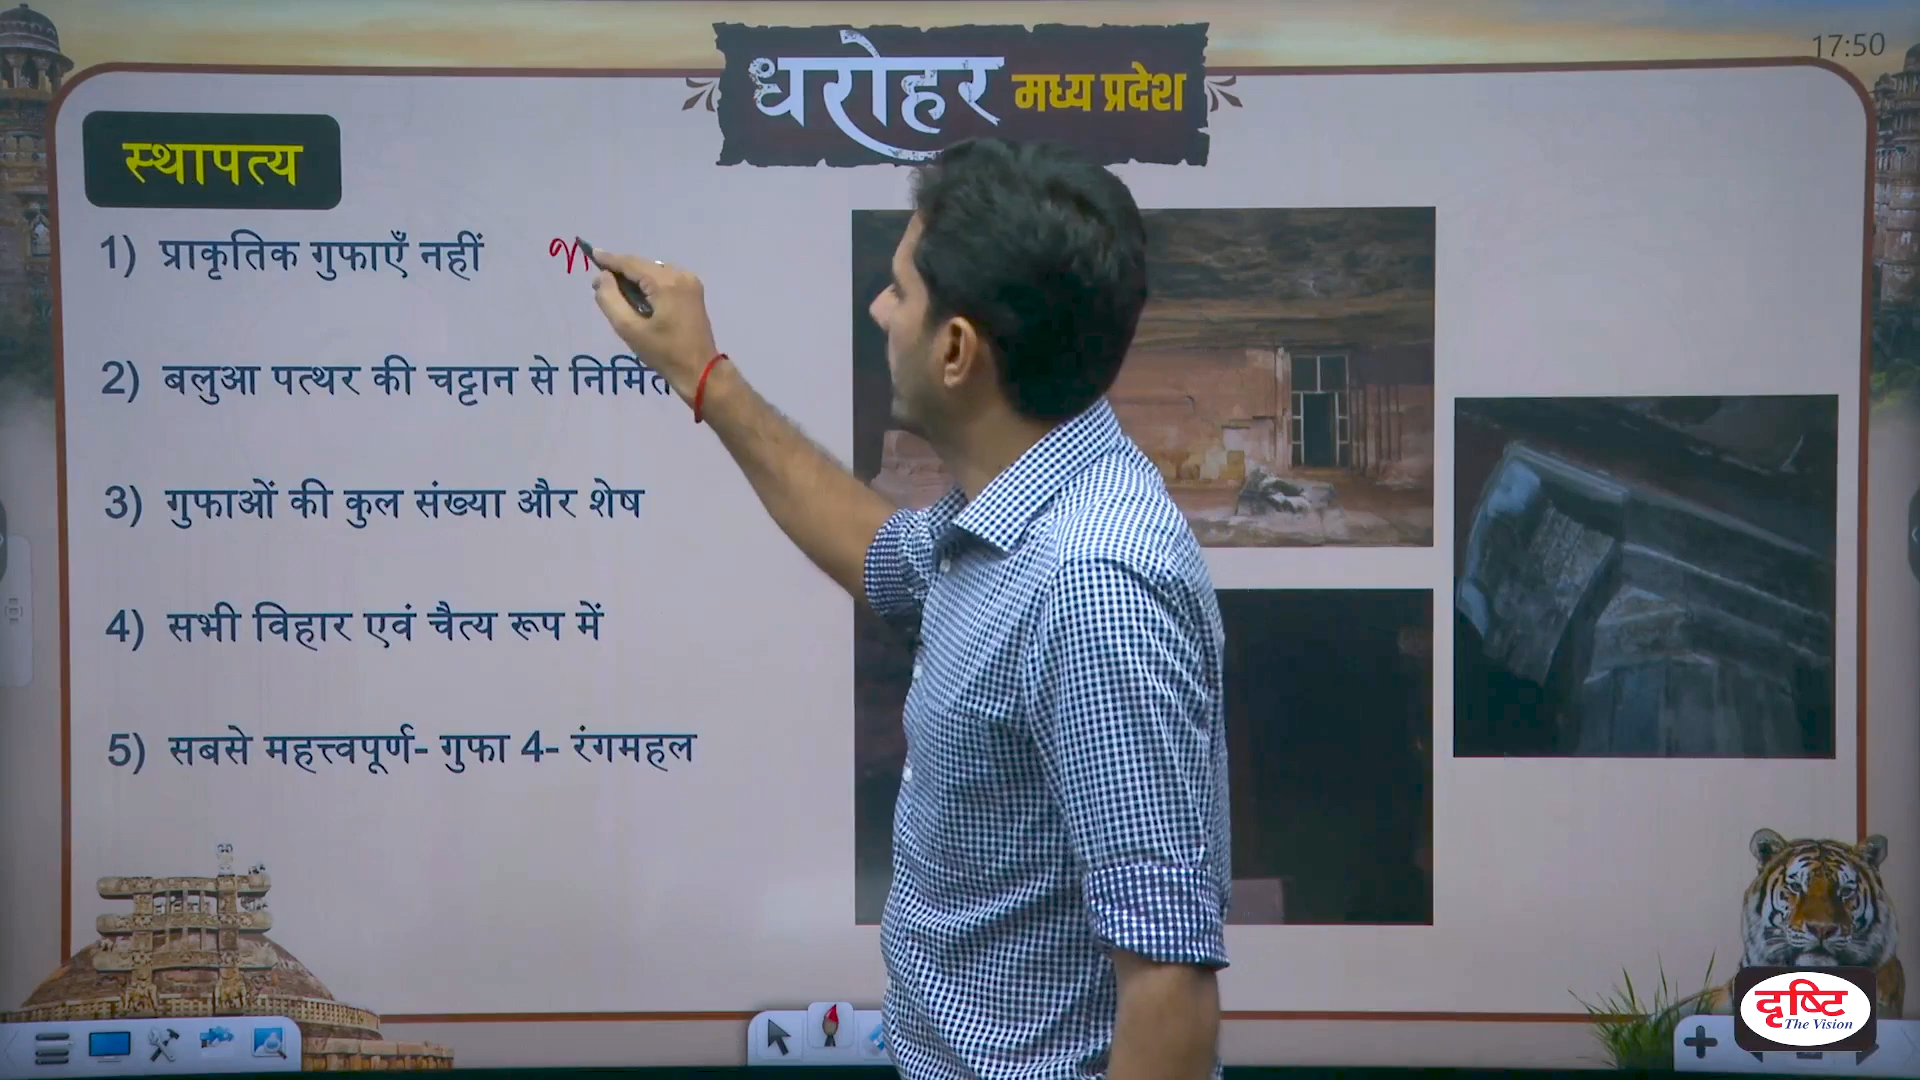 17:50
धरोहर मध्य प्रदेश
स्थापत्य
1) प्राकृतिक गुफाएँ नहीं
2) बलुआ पत्थर की चट्टान से निर्मित
3) गुफाओं की कुल संख्या और शेष
4) सभी विहार एवं चैत्य रूप में
5) सबसे महत्त्वपूर्ण- गुफा 4- रंगमहल
दृष्टि
The Vision